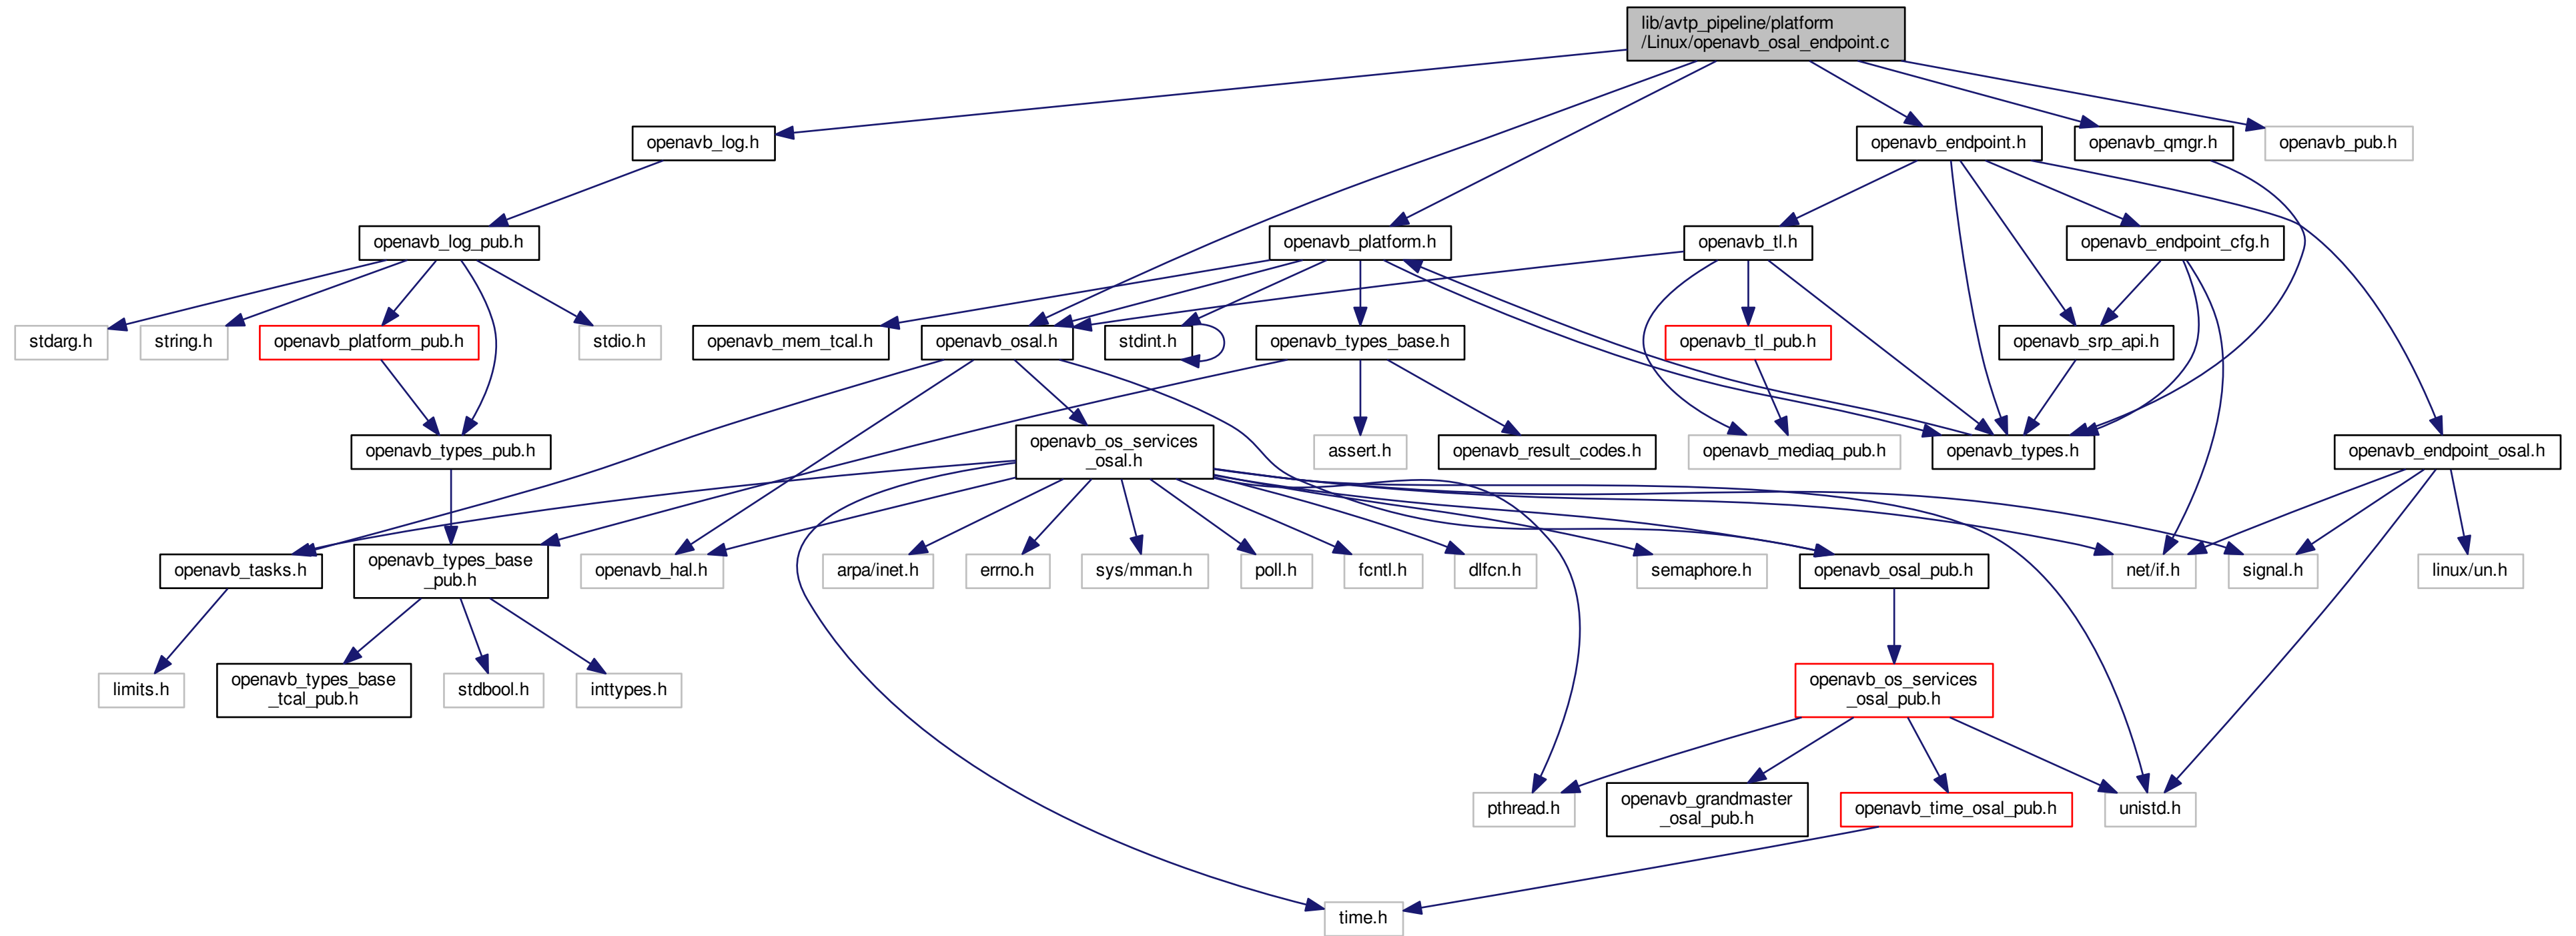 lib/avtp_pipeline/platform
/Linux/openavb_osal_endpoint.c
openavb_log.h
openavb_endpoint.h
openavb_qmgr.h
openavb_pub.h
openavb_log_pub.h
openavb_platform.h
openavb_tl.h
openavb_endpoint_cfg.h
stdarg.h
string.h
openavb_platform_pub.h
stdio.h
openavb_mem_tcal.h
openavb_osal.h
stdint.h
openavb_types_base.h
openavb_tl_pub.h
openavb_srp_api.h
openavb_types_pub.h
openavb_os_services
_osal.h
assert.h
openavb_result_codes.h
openavb_mediaq_pub.h
openavb_types.h
openavb_endpoint_osal.h
openavb_tasks.h
openavb_types_base
_pub.h
openavb_hal.h
arpa/inet.h
errno.h
sys/mman.h
poll.h
fcntl.h
dlfcn.h
semaphore.h
openavb_osal_pub.h
net/if.h
signal.h
linux/un.h
limits.h
openavb_types_base
_tcal_pub.h
stdbool.h
inttypes.h
openavb_os_services
_osal_pub.h
pthread.h
openavb_grandmaster
_osal_pub.h
openavb_time_osal_pub.h
unistd.h
time.h